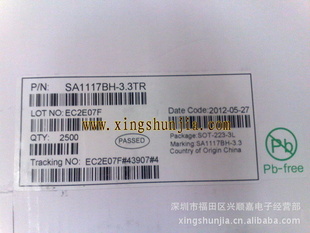 P/N: SA1117BH-3.3TR
LOT NO: EC2E07F
Date Code: 2012-05-27
www.xingshunjia.com
QTY: 2500
PASSED
Package: SOT-223-3L
Marking: SA1117BH-3.3
Country of Origin China
Tracking NO: EC2E07F#43907#4
Pb
Pb-free
深圳市福田区兴顺嘉电子经营部
xingshunjia.1688.com